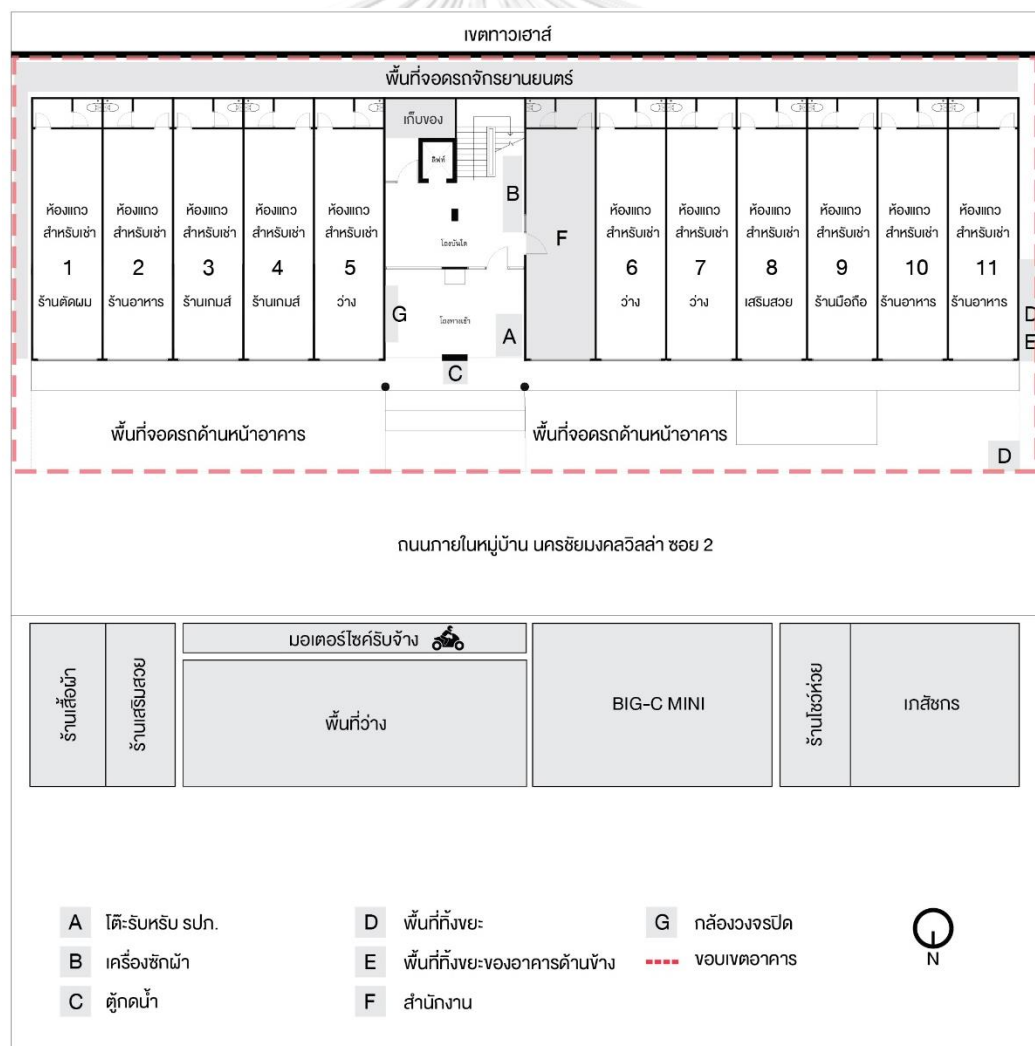 เขตทาวเฮาส์
พื้นที่จอดรถจักรยานยนตร์
เก็บของ
ลิฟท์
B
F
ห้องแถว
สำหรับเช่า
1
ร้านตัดผม
ห้องแถว
สำหรับเช่า
2
ร้านอาหาร
ห้องแถว
สำหรับเช่า
3
ร้านเกมส์
ห้องแถว
สำหรับเช่า
4
ร้านเกมส์
ห้องแถว
สำหรับเช่า
5
ว่าง
โถงบันได
G
โถงทางเข้า
A
C
ห้องแถว
สำหรับเช่า
6
ว่าง
ห้องแถว
สำหรับเช่า
7
ว่าง
ห้องแถว
สำหรับเช่า
8
เสริมสวย
ห้องแถว
สำหรับเช่า
9
ร้านมือถือ
ห้องแถว
สำหรับเช่า
10
ร้านอาหาร
ห้องแถว
สำหรับเช่า
11
ร้านอาหาร
D
E
พื้นที่จอดรถด้านหน้าอาคาร
พื้นที่จอดรถด้านหน้าอาคาร
D
ถนนภายในหมู่บ้าน นครชัยมงคลวิลล่า ซอย 2
ร้านเสื้อผ้า
ร้านเสริมสวย
มอเตอร์ไซค์รับจ้าง
พื้นที่ว่าง
BIG-C MINI
ร้านโชว์ห่วย
เภสัชกร
A โต๊ะรับหรับ รปภ.
B เครื่องซักผ้า
C ตู้กดน้ำ
D พื้นที่ทิ้งขยะ
E พื้นที่ทิ้งขยะของอาคารด้านข้าง
F สำนักงาน
G กล้องวงจรปิด
ขอบเขตอาคาร
N